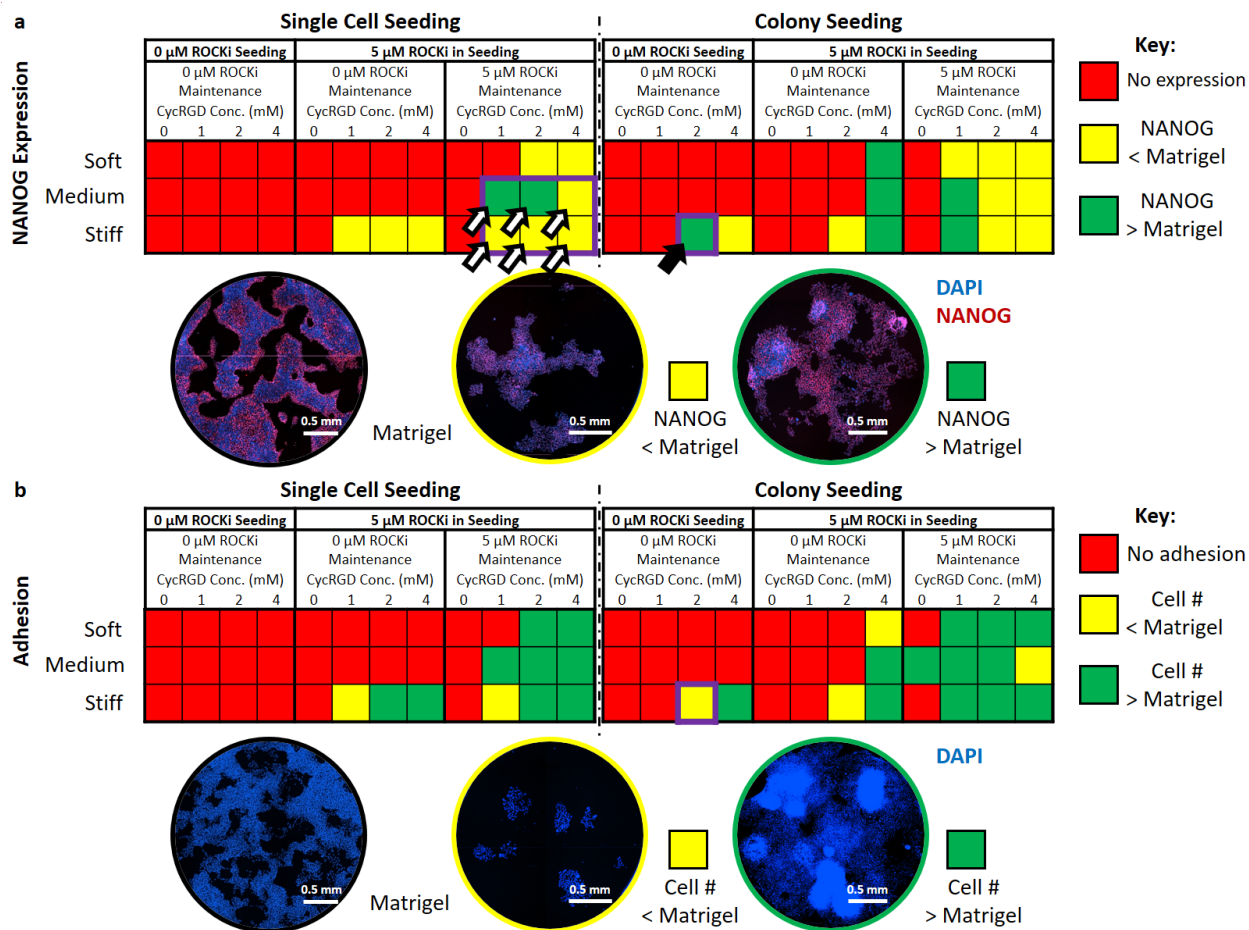 a
Single Cell Seeding
Colony Seeding
0 µM ROCKi Seeding
5 µM ROCKi in Seeding
0 µM ROCKi Seeding
5 µM ROCKi in Seeding
0 µM ROCKi
Maintenance
CycRGD Conc. (mM)
0 1 2 4
0 µM ROCKi
Maintenance
CycRGD Conc. (mM)
0 1 2 4
5 µM ROCKi
Maintenance
CycRGD Conc. (mM)
0 1 2 4
0 µM ROCKi
Maintenance
CycRGD Conc. (mM)
0 1 2 4
0 µM ROCKi
Maintenance
CycRGD Conc. (mM)
0 1 2 4
5 µM ROCKi
Maintenance
CycRGD Conc. (mM)
0 1 2 4
NANOG Expression
Soft
Medium
Stiff
Key:
No expression
NANOG
< Matrigel
NANOG
> Matrigel
0.5 mm
Matrigel
0.5 mm
NANOG
< Matrigel
0.5 mm
DAPI
NANOG
NANOG
> Matrigel
b
Single Cell Seeding
Colony Seeding
0 µM ROCKi Seeding
5 µM ROCKi in Seeding
0 µM ROCKi Seeding
5 µM ROCKi in Seeding
0 µM ROCKi
Maintenance
CycRGD Conc. (mM)
0 1 2 4
0 µM ROCKi
Maintenance
CycRGD Conc. (mM)
0 1 2 4
5 µM ROCKi
Maintenance
CycRGD Conc. (mM)
0 1 2 4
0 µM ROCKi
Maintenance
CycRGD Conc. (mM)
0 1 2 4
0 µM ROCKi
Maintenance
CycRGD Conc. (mM)
0 1 2 4
5 µM ROCKi
Maintenance
CycRGD Conc. (mM)
0 1 2 4
Adhesion
Soft
Medium
Stiff
Key:
No adhesion
Cell #
< Matrigel
Cell #
> Matrigel
0.5 mm
Matrigel
0.5 mm
Cell #
< Matrigel
0.5 mm
DAPI
Cell #
> Matrigel